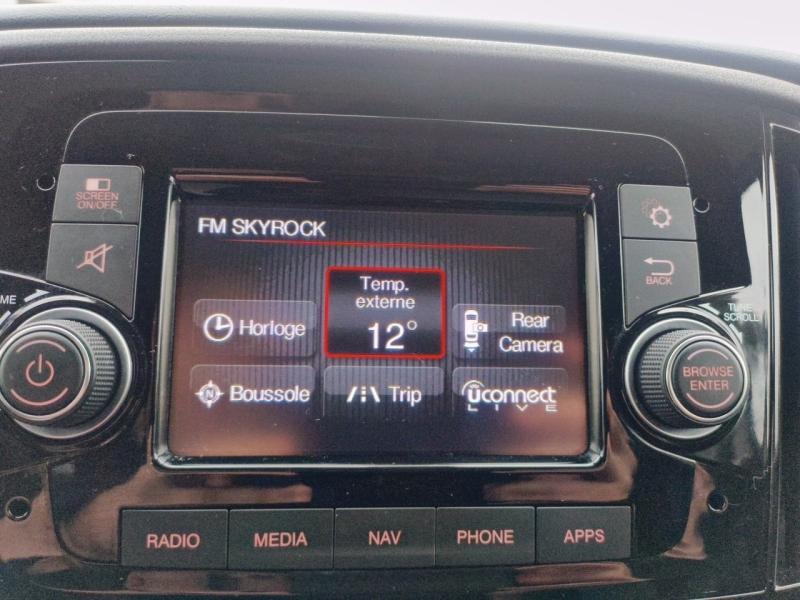 SCREEN
ON/OFF
FM SKYROCK
Temp.
externe
12°
Horloge
Rear
Camera
N
Boussole
Trip
uconnect
LIVE
BACK
TUNE
SCROLL
BROWSE
ENTER
RADIO
MEDIA
NAV
PHONE
APPS